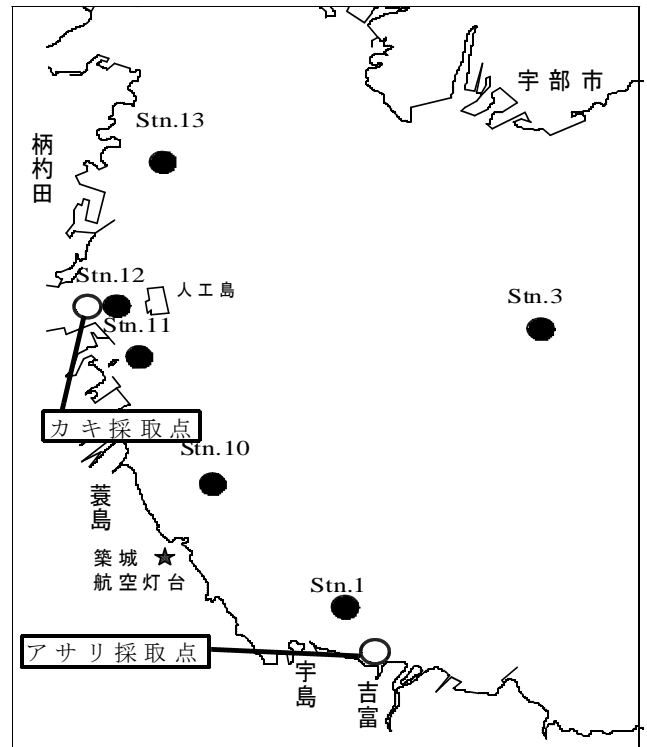 宇部市
Stn.13
柄杓田
Stn.12
人工島
Stn.3
Stn.11
カキ採取点
Stn.10
蓑島
築城
航空灯台
Stn.1
アサリ採取点
宇島
吉富